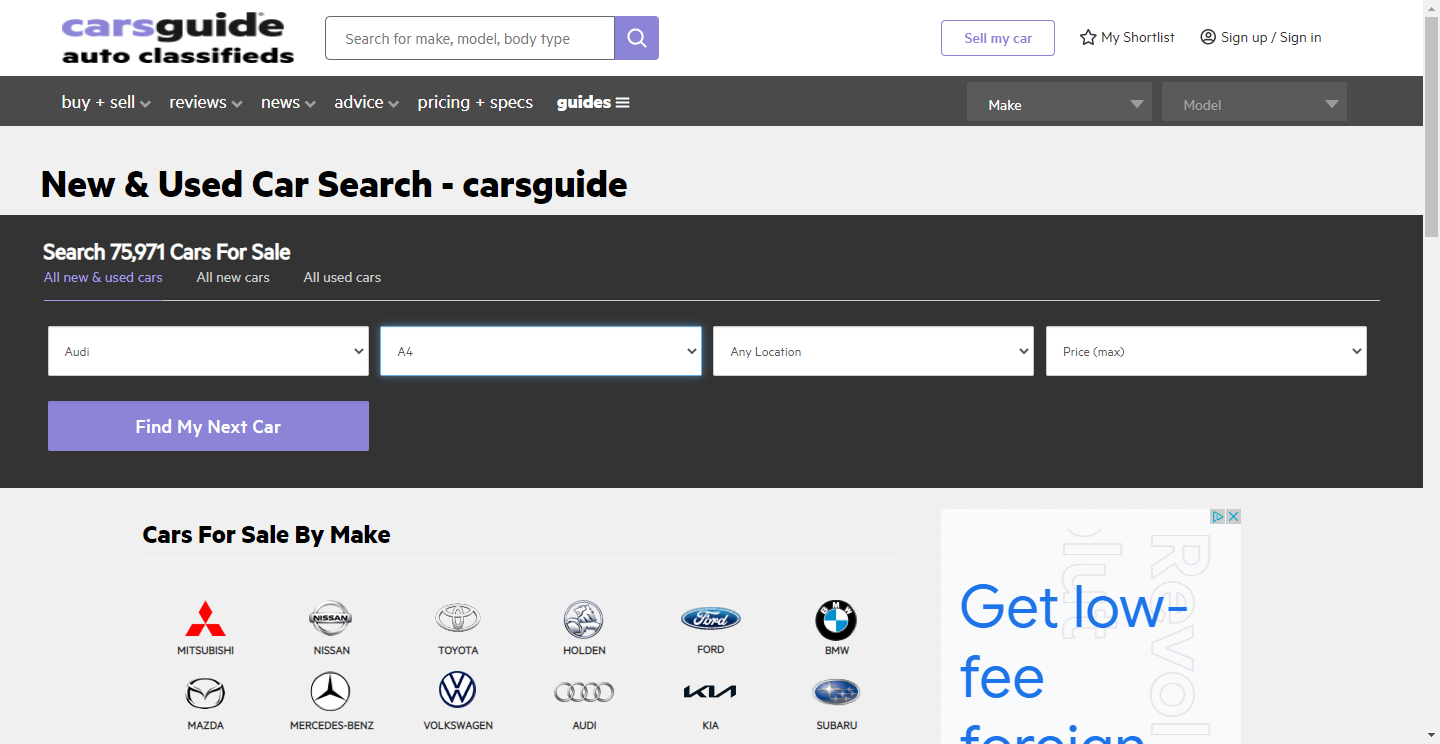 carsguide
auto classifieds
Search for make, model, body type
Sell my car
My Shortlist
Sign up / Sign in
buy + sell
reviews
news
advice
pricing + specs
guides
Make
Model
New & Used Car Search - carsguide
Search 75,971 Cars For Sale
All new & used cars
All new cars
All used cars
Audi
A4
Any Location
Price (max)
Find My Next Car
Cars For Sale By Make
NISSAN
Ford
BMW
MITSUBISHI
NISSAN
TOYOTA
HOLDEN
FORD
BMW
MAZDA
MERCEDES-BENZ
VOLKSWAGEN
AUDI
KIA
SUBARU
Get low-
fee
foreign
Revol